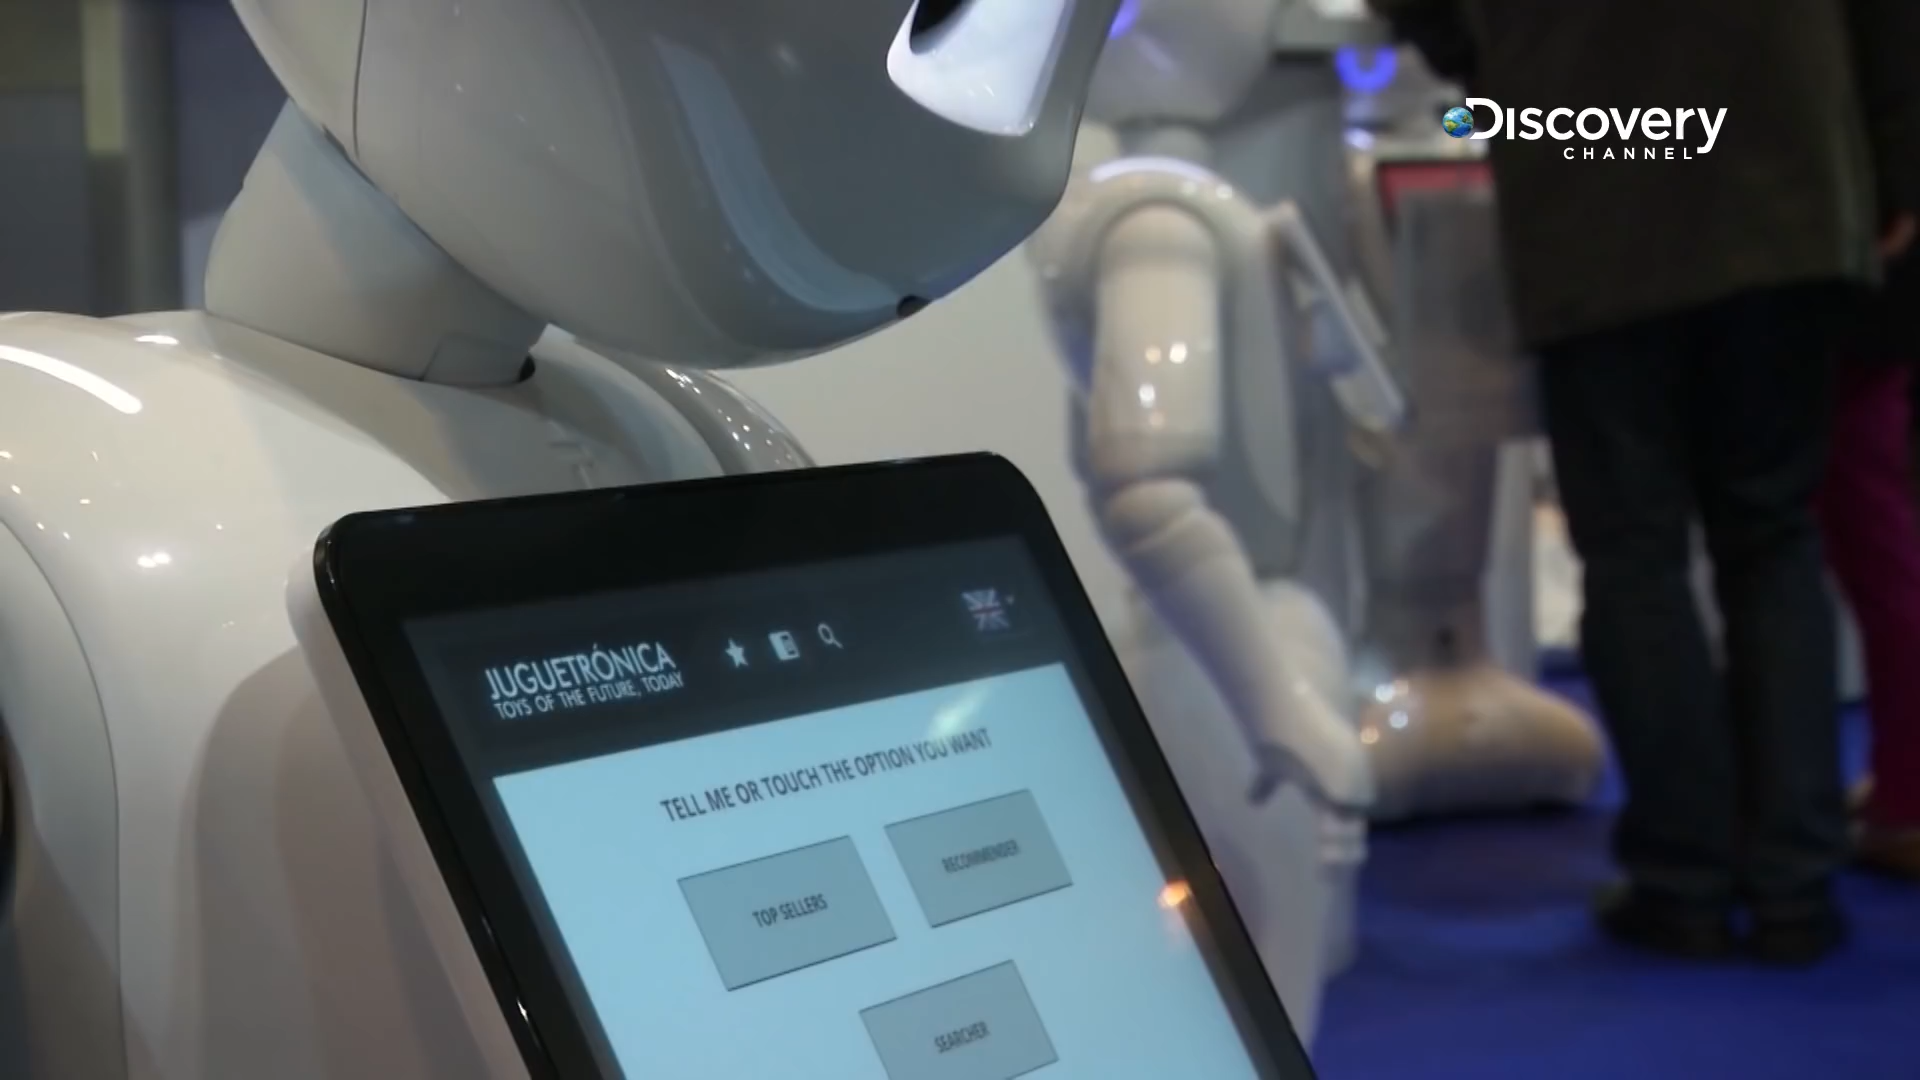 Discovery
CHANNEL
JUGUETRÓNICA
TOYS OF THE FUTURE, TODAY
TELL ME OR TOUCH THE OPTION YOU WANT
TOP SELLERS
RECOMMENDER
SEARCHER